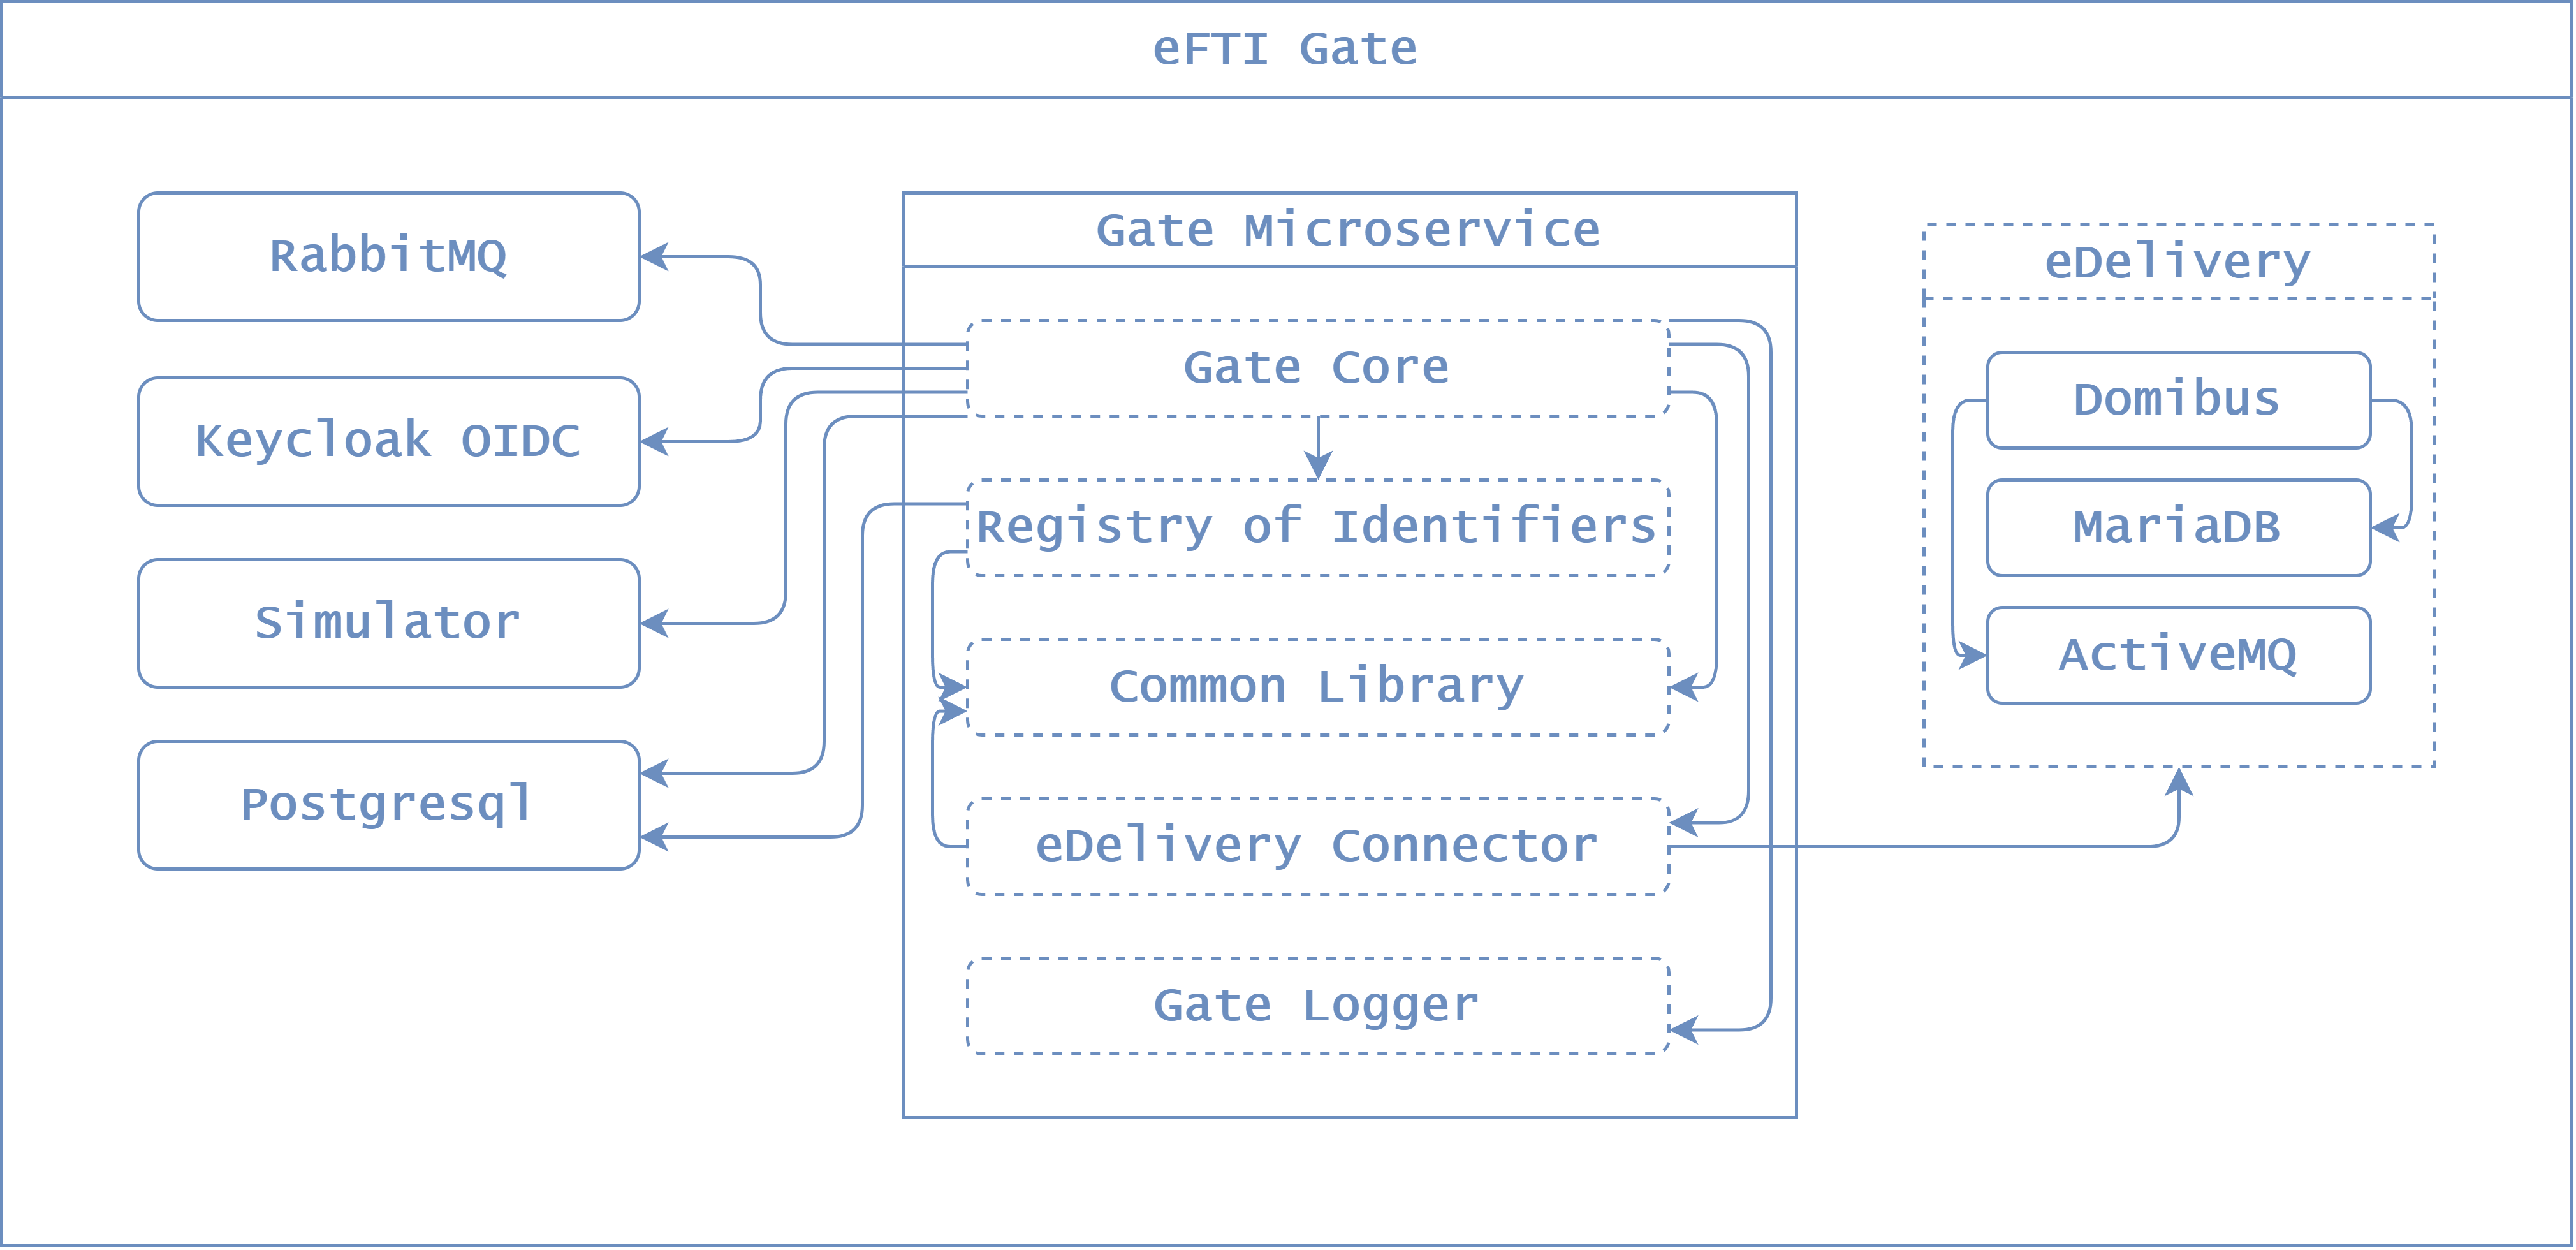 eFTI Gate
RabbitMQ
Keycloak OIDC
Simulator
Postgresql
Gate Microservice
Gate Core
Registry of Identifiers
Common Library
eDelivery Connector
Gate Logger
eDelivery
Domibus
MariaDB
ActiveMQ